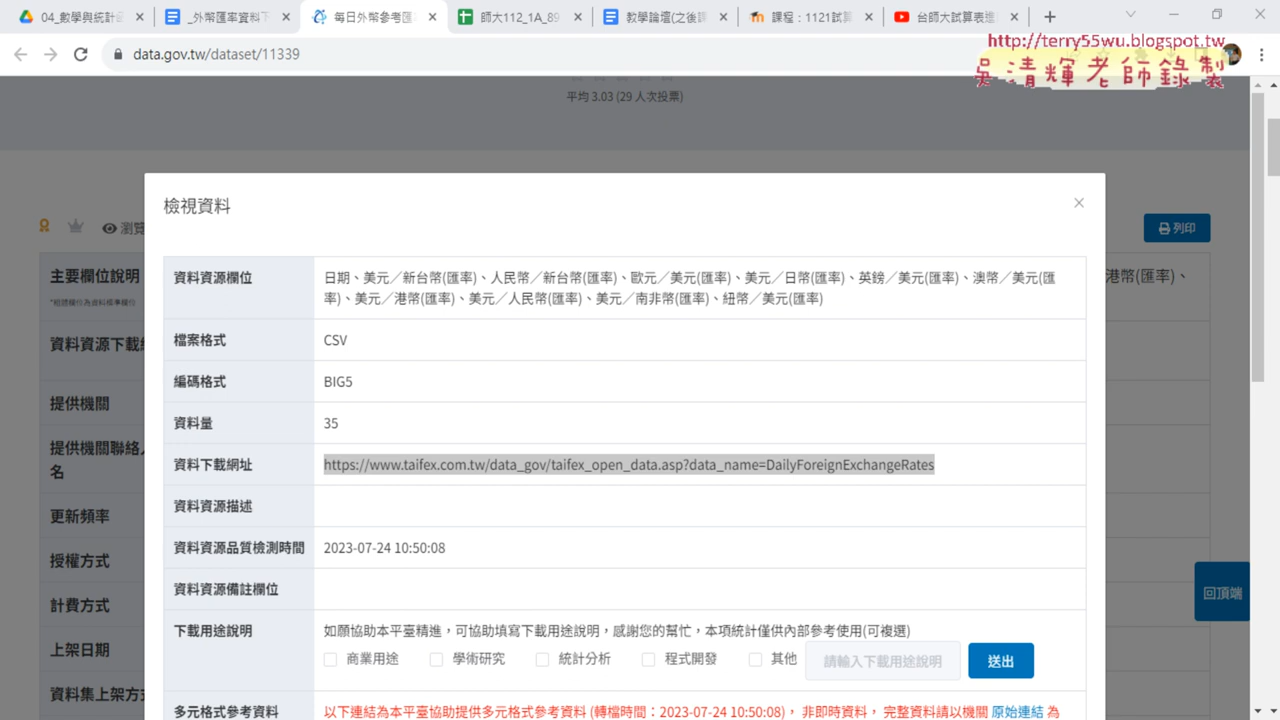 04_數學與統計
_外幣匯率資料下
每日外幣參考匯
師大112_1A_89
教學論壇(之後課
課程：1121試算
台師大試算表進
data.gov.tw/dataset/11339
http://terry55wu.blogspot.tw
吳清輝老師錄製
平均 3.03 (29 人次投票)
檢視資料
瀏覽
列印
主要欄位說明
港幣(匯率)、
資料資源下載
提供機關
提供機關聯絡
名
更新頻率
授權方式
計費方式
上架日期
資料集上架方式
資料資源欄位
日期、美元／新台幣(匯率)、人民幣／新台幣(匯率)、歐元／美元(匯率)、美元／日幣(匯率)、英鎊／美元(匯率)、澳幣／美元(匯
率)、美元／港幣(匯率)、美元／人民幣(匯率)、美元／南非幣(匯率)、紐幣／美元(匯率)
檔案格式 CSV
編碼格式 BIG5
資料量 35
資料下載網址 https://www.taifex.com.tw/data_gov/taifex_open_data.asp?data_name=DailyForeignExchangeRates
資料資源描述
資料資源品質檢測時間 2023-07-24 10:50:08
資料資源備註欄位
回頂端
下載用途說明 如願協助本平臺精進，可協助填寫下載用途說明，感謝您的幫忙，本項統計僅供內部參考使用(可複選)
商業用途 學術研究 統計分析 程式開發 其他 請輸入下載用途說明 送出
多元格式參考資料 以下連結為本平臺協助提供多元格式參考資料 (轉檔時間：2023-07-24 10:50:08)， 非即時資料， 完整資料請以機關 原始連結 為